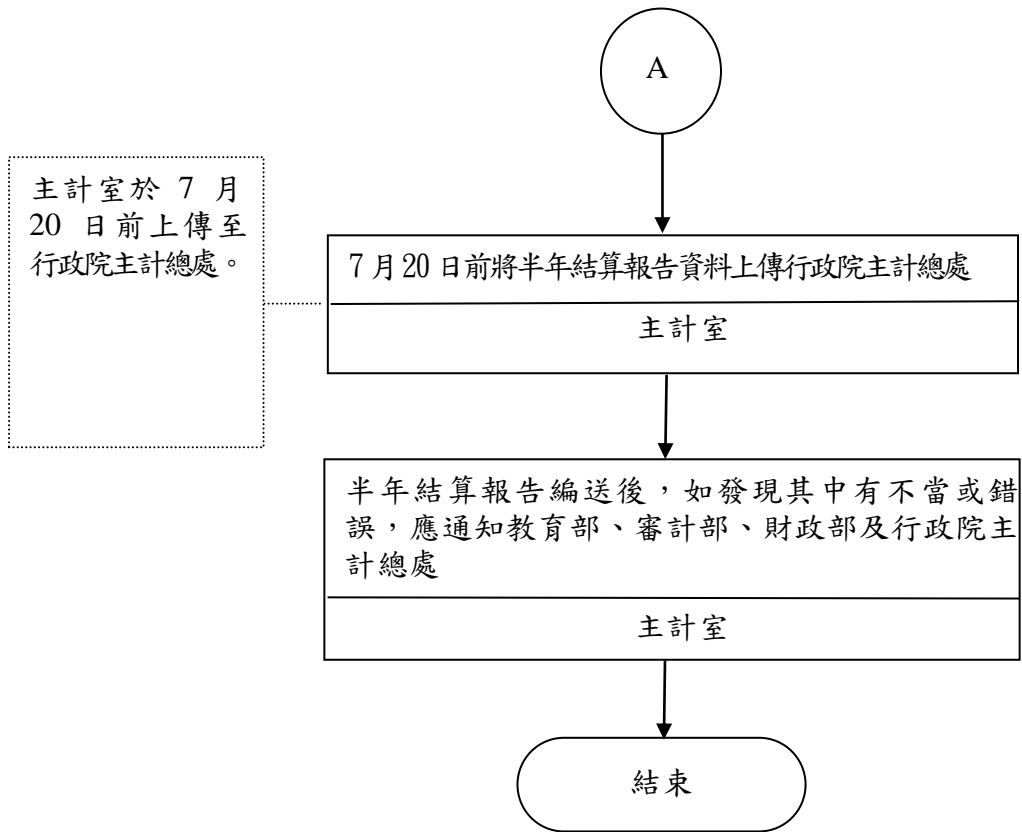 A
主計室於 7 月
20 日前上傳至
行政院主計總處。
7月20日前將半年結算報告資料上傳行政院主計總處
主計室
半年結算報告編送後，如發現其中有不當或錯
誤，應通知教育部、審計部、財政部及行政院主
計總處
主計室
結束